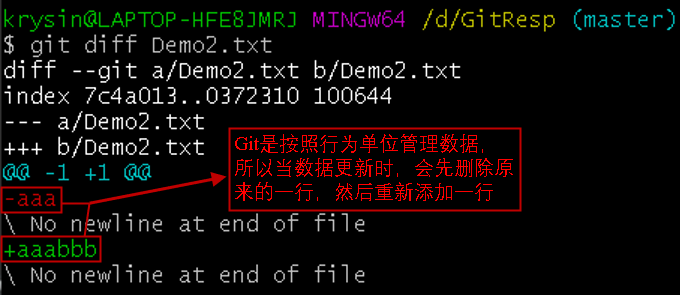 krysin@LAPTOP-HFE8JMRJ MINGW64 /d/GitResp (master)
$ git diff Demo2.txt
diff --git a/Demo2.txt b/Demo2.txt
index 7c4a013..0372310 100644
--- a/Demo2.txt
+++ b/Demo2.txt
@@ -1 +1 @@
Git是按照行为单位管理数据，
所以当数据更新时，会先删除原
来的一行，然后重新添加一行
-aaa
\ No newline at end of file
+aaabbb
\ No newline at end of file